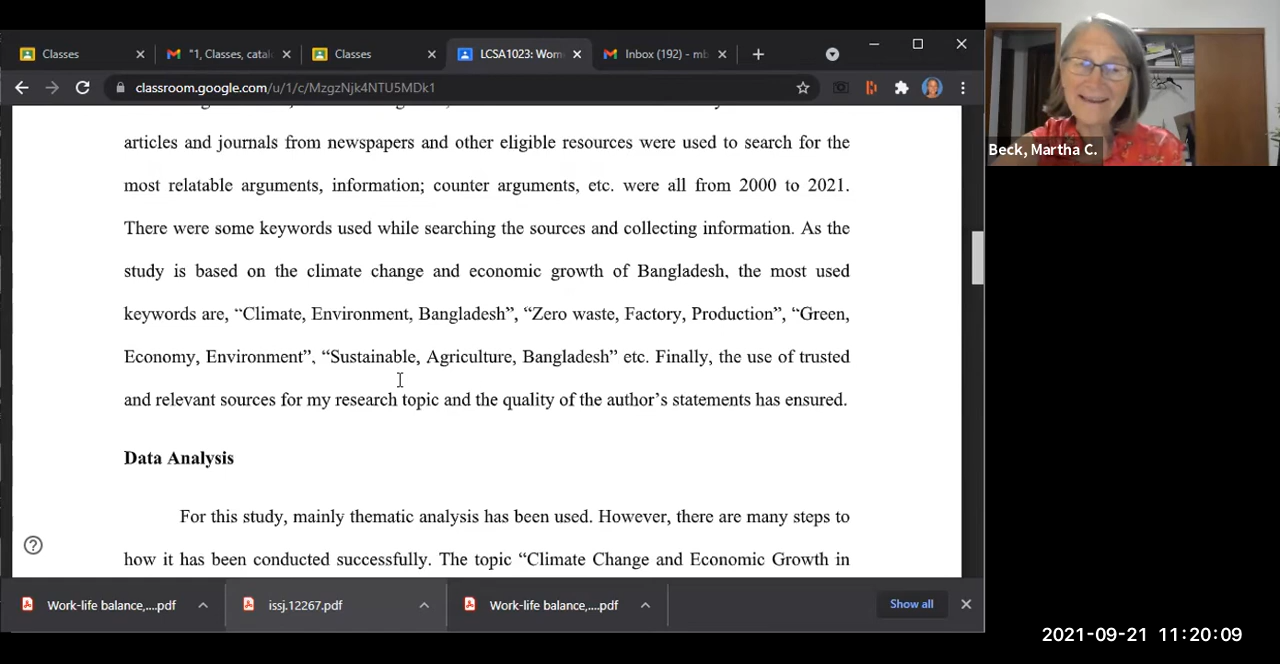 Classes
"1, Classes, catal
Classes
LCSA1023: Wom
Inbox (192) - mb
classroom.google.com/u/1/c/MzgzNjk4NTU5MDk1
Beck, Martha C.
articles and journals from newspapers and other eligible resources were used to search for the
most relatable arguments, information; counter arguments, etc. were all from 2000 to 2021.
There were some keywords used while searching the sources and collecting information. As the
study is based on the climate change and economic growth of Bangladesh, the most used
keywords are, “Climate, Environment, Bangladesh”, “Zero waste, Factory, Production”, “Green,
Economy, Environment”, “Sustainable, Agriculture, Bangladesh” etc. Finally, the use of trusted
and relevant sources for my research topic and the quality of the author’s statements has ensured.
Data Analysis
For this study, mainly thematic analysis has been used. However, there are many steps to
how it has been conducted successfully. The topic “Climate Change and Economic Growth in
Work-life balance,....pdf
issj.12267.pdf
Work-life balance,....pdf
Show all
2021-09-21 11:20:09